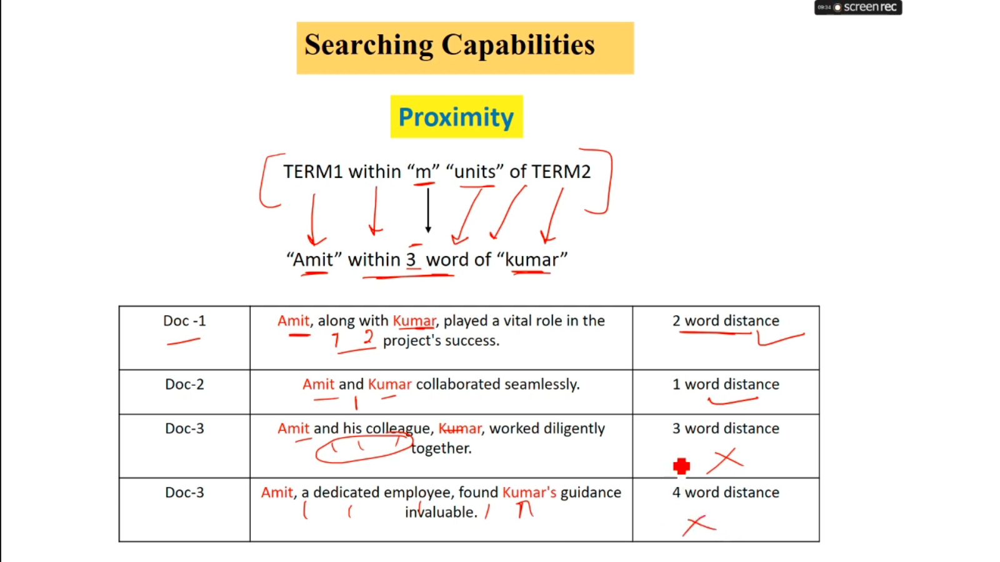 09:34 screenrec
Searching Capabilities
Proximity
TERM1 within “m” “units” of TERM2
“Amit” within 3 word of “kumar”
Doc -1
Amit, along with Kumar, played a vital role in the
project's success.
1 2
2 word distance
Doc-2
Amit and Kumar collaborated seamlessly.
1
1 word distance
Doc-3
Amit and his colleague, Kumar, worked diligently
together.
3 word distance
Doc-3
Amit, a dedicated employee, found Kumar's guidance
invaluable.
4 word distance